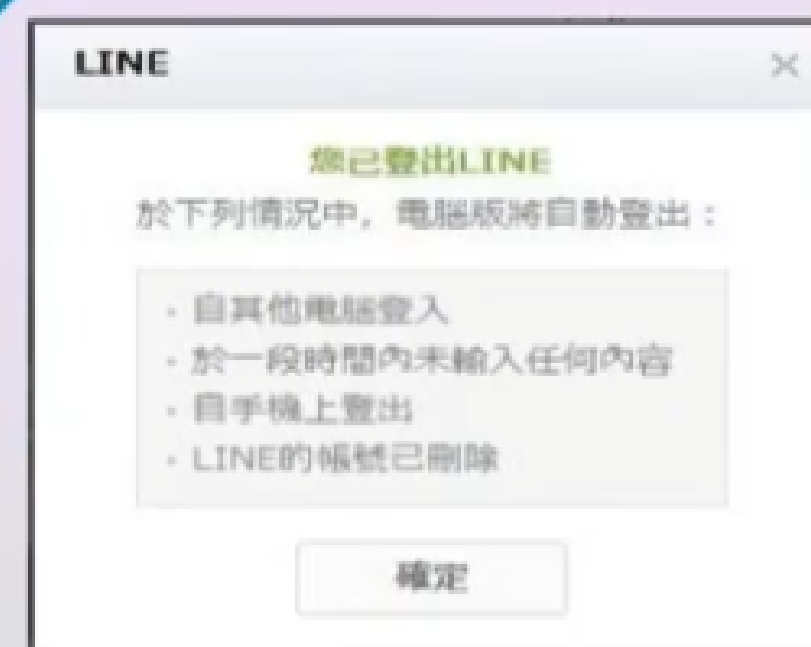 LINE
您已登出LINE
於下列情況中，電腦版將自動登出：
· 自其他電腦登入
· 於一段時間內未輸入任何內容
· 自手機上登出
· LINE的帳號已刪除
確定